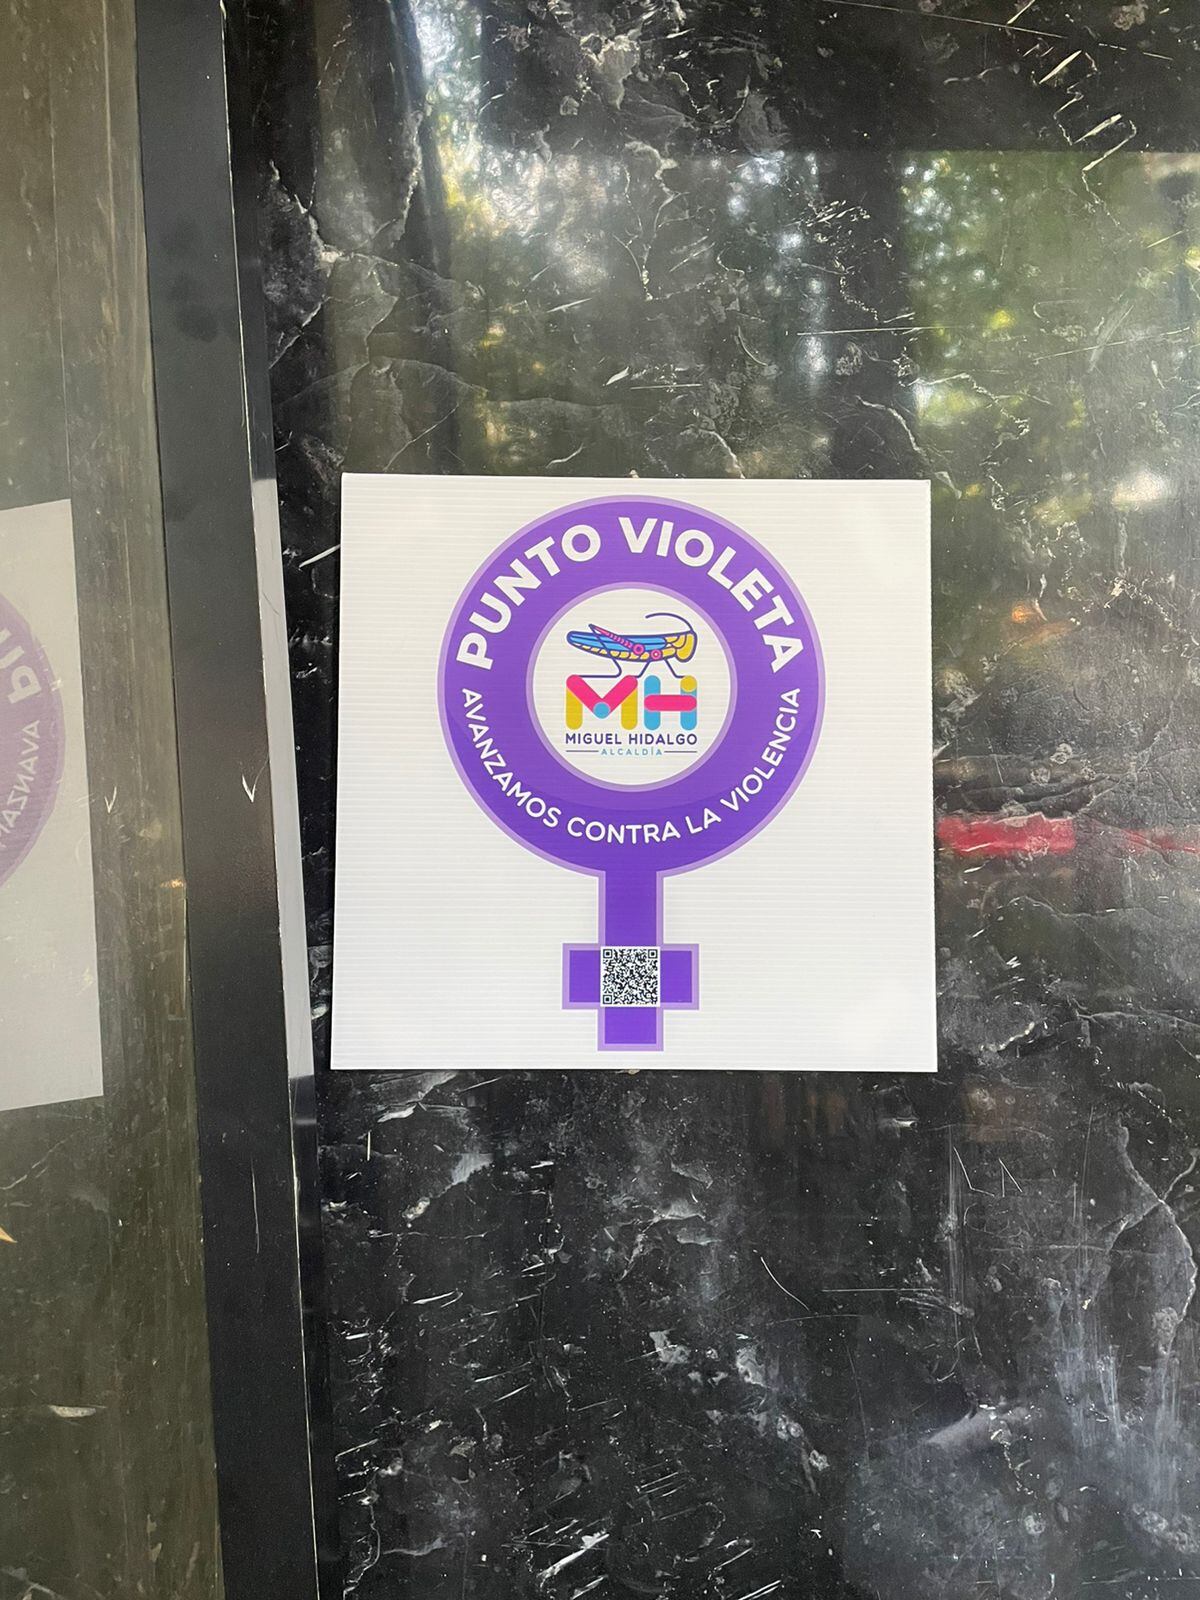 PUNTO VIOLETA
MH
MIGUEL HIDALGO
ALCALDÍA
AVANZAMOS CONTRA LA VIOLENCIA